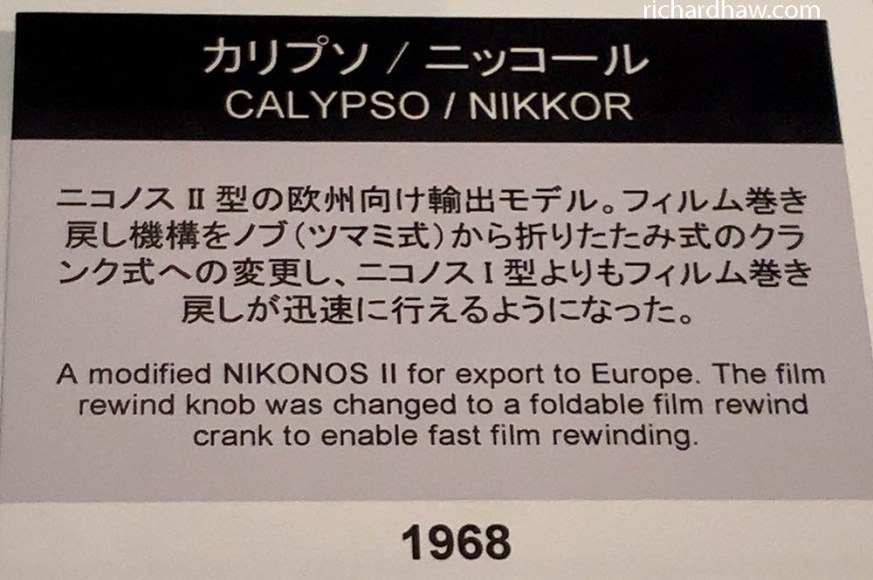 richardhaw.com
カリプソ / ニッコール
CALYPSO / NIKKOR
ニコノス II 型の欧州向け輸出モデル。フィルム巻き
戻し機構をノブ（ツマミ式）から折りたたみ式のクラ
ンク式への変更し、ニコノス I 型よりもフィルム巻き
戻しが迅速に行えるようになった。
A modified NIKONOS II for export to Europe. The film
rewind knob was changed to a foldable film rewind
crank to enable fast film rewinding.
1968